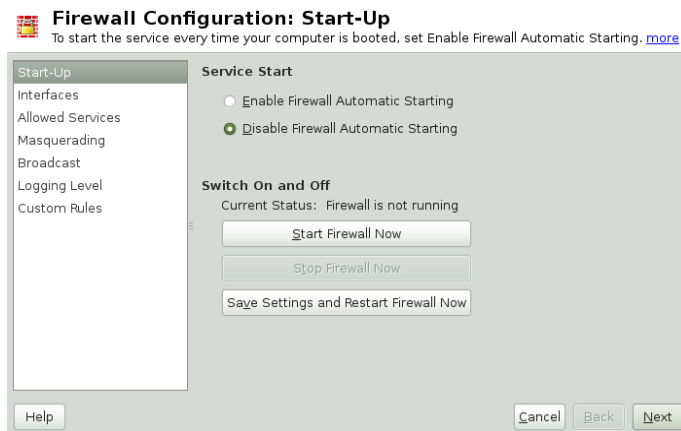 Firewall Configuration: Start-Up
To start the service every time your computer is booted, set Enable Firewall Automatic Starting. more
Start-Up
Interfaces
Allowed Services
Masquerading
Broadcast
Logging Level
Custom Rules
Service Start
Enable Firewall Automatic Starting
Disable Firewall Automatic Starting
Switch On and Off
Current Status: Firewall is not running
Start Firewall Now
Stop Firewall Now
Save Settings and Restart Firewall Now
Help
Cancel
Back
Next